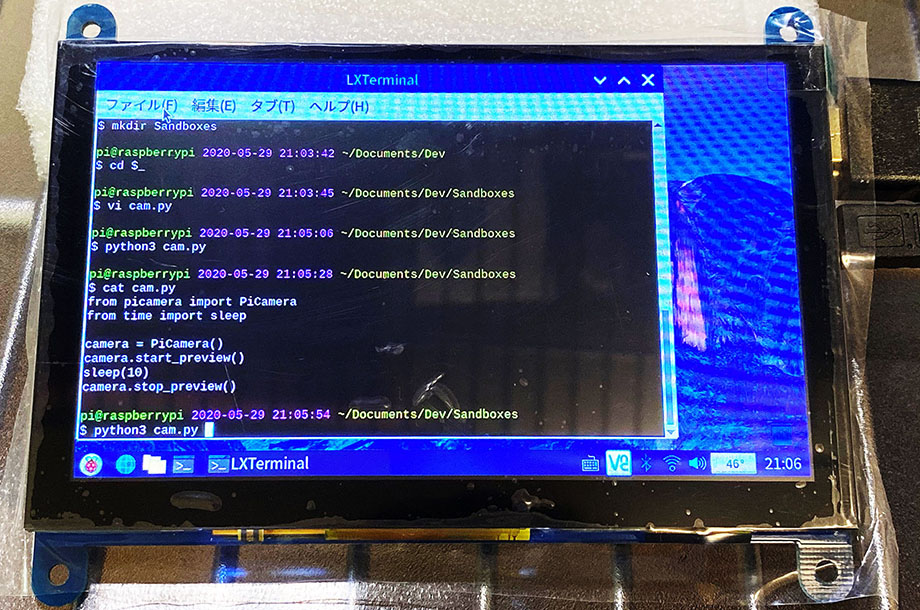 LXTerminal
ファイル(F) 編集(E) タブ(T) ヘルプ(H)
$ mkdir Sandboxes
pi@raspberrypi 2020-05-29 21:03:42 ~/Documents/Dev
$ cd $_
pi@raspberrypi 2020-05-29 21:03:45 ~/Documents/Dev/Sandboxes
$ vi cam.py
pi@raspberrypi 2020-05-29 21:05:06 ~/Documents/Dev/Sandboxes
$ python3 cam.py
pi@raspberrypi 2020-05-29 21:05:28 ~/Documents/Dev/Sandboxes
$ cat cam.py
from picamera import PiCamera
from time import sleep
camera = PiCamera()
camera.start_preview()
sleep(10)
camera.stop_preview()
pi@raspberrypi 2020-05-29 21:05:54 ~/Documents/Dev/Sandboxes
$ python3 cam.py
>_ >_ LXTerminal VS 46° 21:06